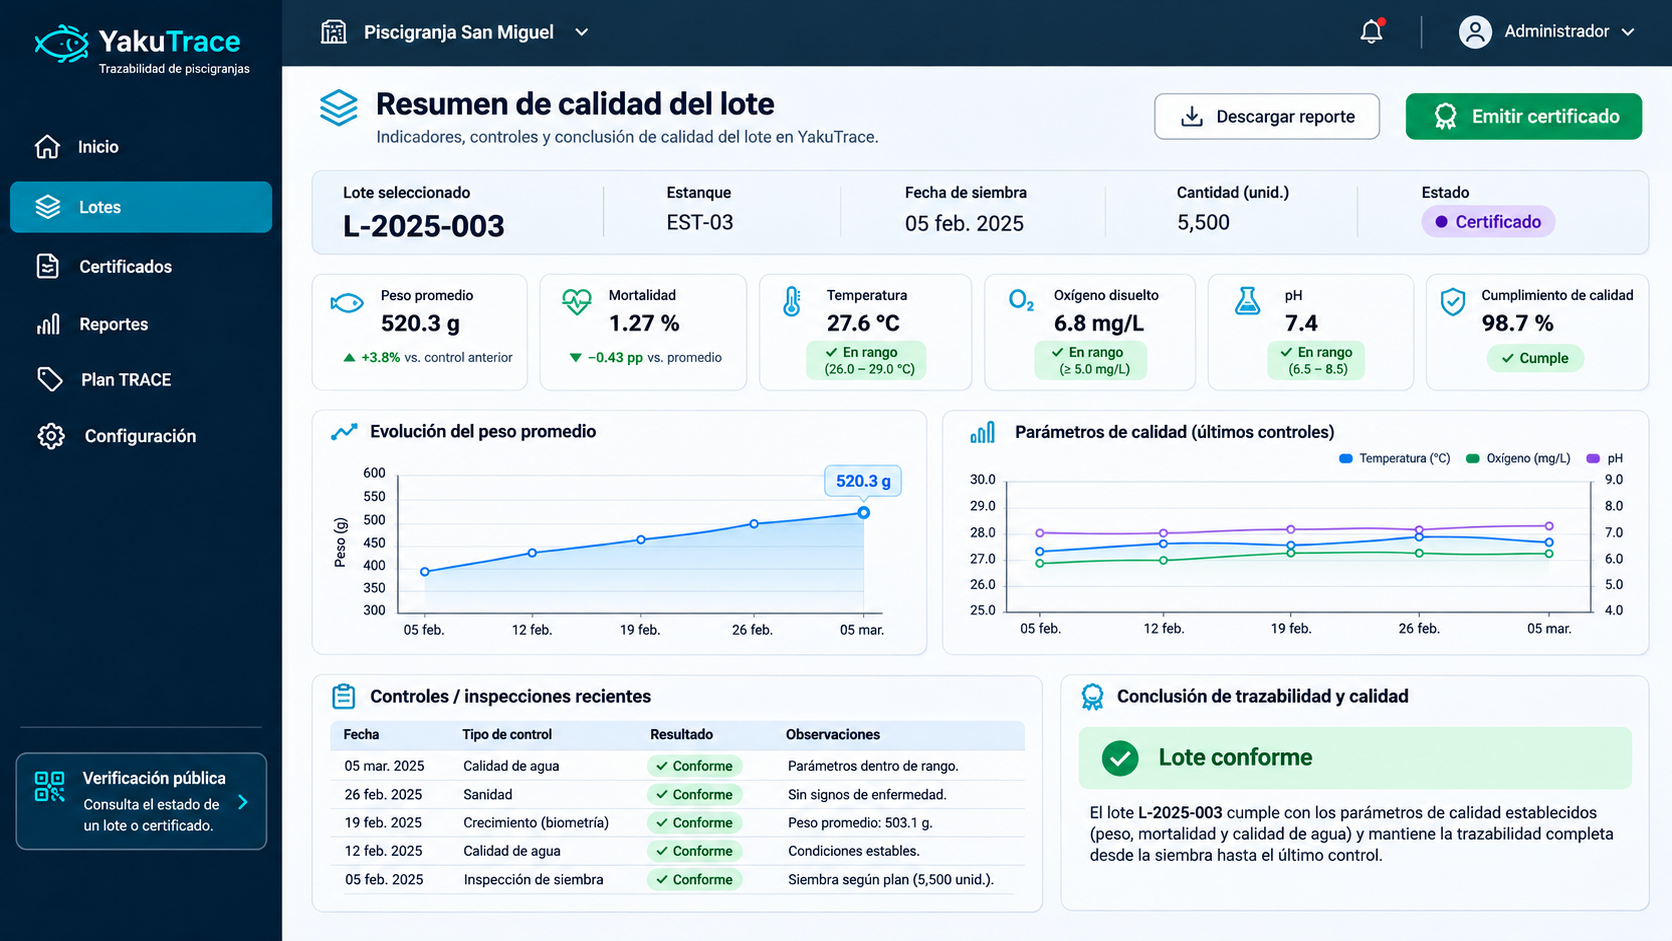 YakuTrace
Trazabilidad de piscigranjas
Inicio
Lotes
Certificados
Reportes
Plan TRACE
Configuración
Verificación pública
Consulta el estado de
un lote o certificado.
Piscigranja San Miguel
Administrador
Resumen de calidad del lote
Indicadores, controles y conclusión de calidad del lote en YakuTrace.
Descargar reporte
Emitir certificado
Lote seleccionado
L-2025-003
Estanque
EST-03
Fecha de siembra
05 feb. 2025
Cantidad (unid.)
5,500
Estado
Certificado
Peso promedio
520.3 g
+3.8% vs. control anterior
Mortalidad
1.27 %
−0.43 pp vs. promedio
Temperatura
27.6 °C
En rango
(26.0 – 29.0 °C)
O2
Oxígeno disuelto
6.8 mg/L
En rango
(≥ 5.0 mg/L)
pH
7.4
En rango
(6.5 – 8.5)
Cumplimiento de calidad
98.7 %
Cumple
Evolución del peso promedio
Peso (g)
600
550
500
450
400
350
300
520.3 g
05 feb. 12 feb. 19 feb. 26 feb. 05 mar.
Parámetros de calidad (últimos controles)
Temperatura (°C) Oxígeno (mg/L) pH
30.0
29.0
28.0
27.0
26.0
25.0
9.0
8.0
7.0
6.0
5.0
4.0
05 feb. 12 feb. 19 feb. 26 feb. 05 mar.
Controles / inspecciones recientes
Fecha Tipo de control Resultado Observaciones
05 mar. 2025 Calidad de agua Conforme Parámetros dentro de rango.
26 feb. 2025 Sanidad Conforme Sin signos de enfermedad.
19 feb. 2025 Crecimiento (biometría) Conforme Peso promedio: 503.1 g.
12 feb. 2025 Calidad de agua Conforme Condiciones estables.
05 feb. 2025 Inspección de siembra Conforme Siembra según plan (5,500 unid.).
Conclusión de trazabilidad y calidad
Lote conforme
El lote L-2025-003 cumple con los parámetros de calidad establecidos
(peso, mortalidad y calidad de agua) y mantiene la trazabilidad completa
desde la siembra hasta el último control.